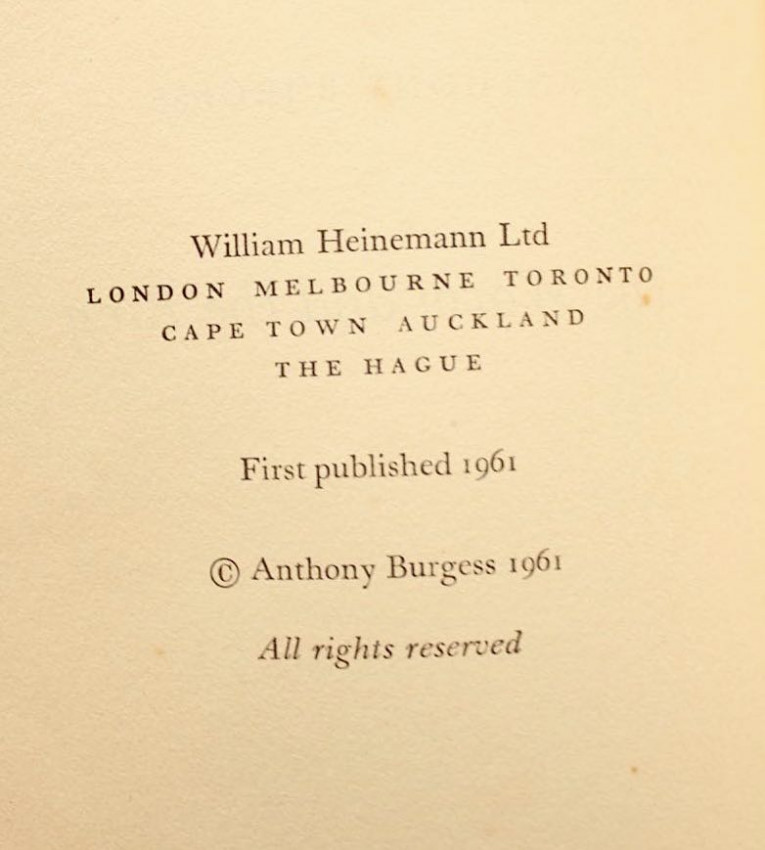 William Heinemann Ltd
LONDON MELBOURNE TORONTO
CAPE TOWN AUCKLAND
THE HAGUE
First published 1961
© Anthony Burgess 1961
All rights reserved